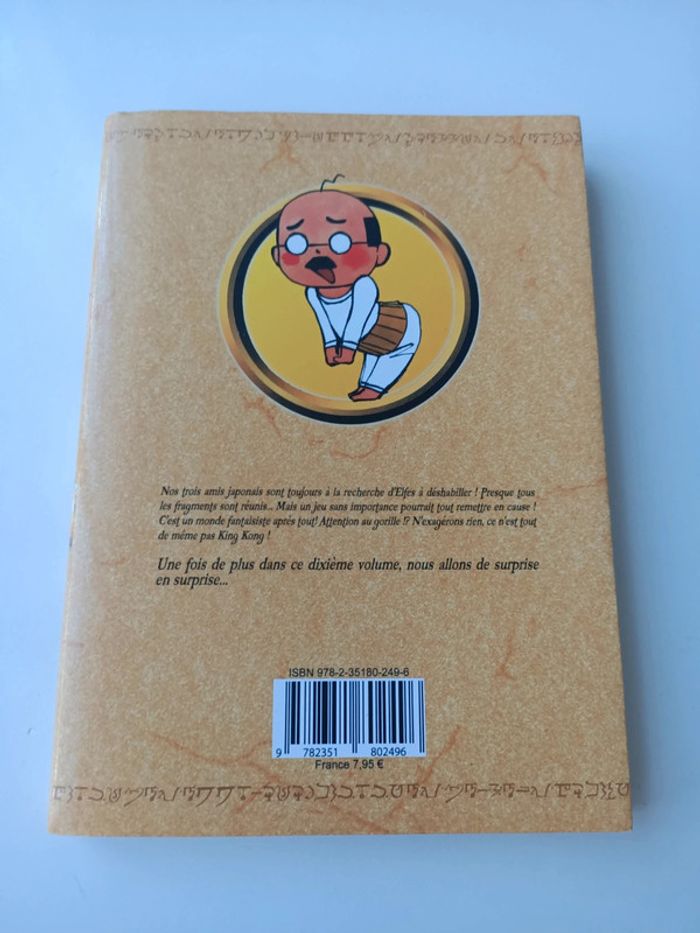 Nos trois amis japonais sont toujours à la recherche d'Elfes à déshabiller ! Presque tous
les fragments sont réunis... Mais un jeu sans importance pourrait tout remettre en cause !
C'est un monde fantaisiste après tout! Attention au gorille !? N'exagérons rien, ce n'est tout
de même pas King Kong !
Une fois de plus dans ce dixième volume, nous allons de surprise
en surprise...
ISBN 978-2-35180-249-6
9 782351 802496
France 7,95 €